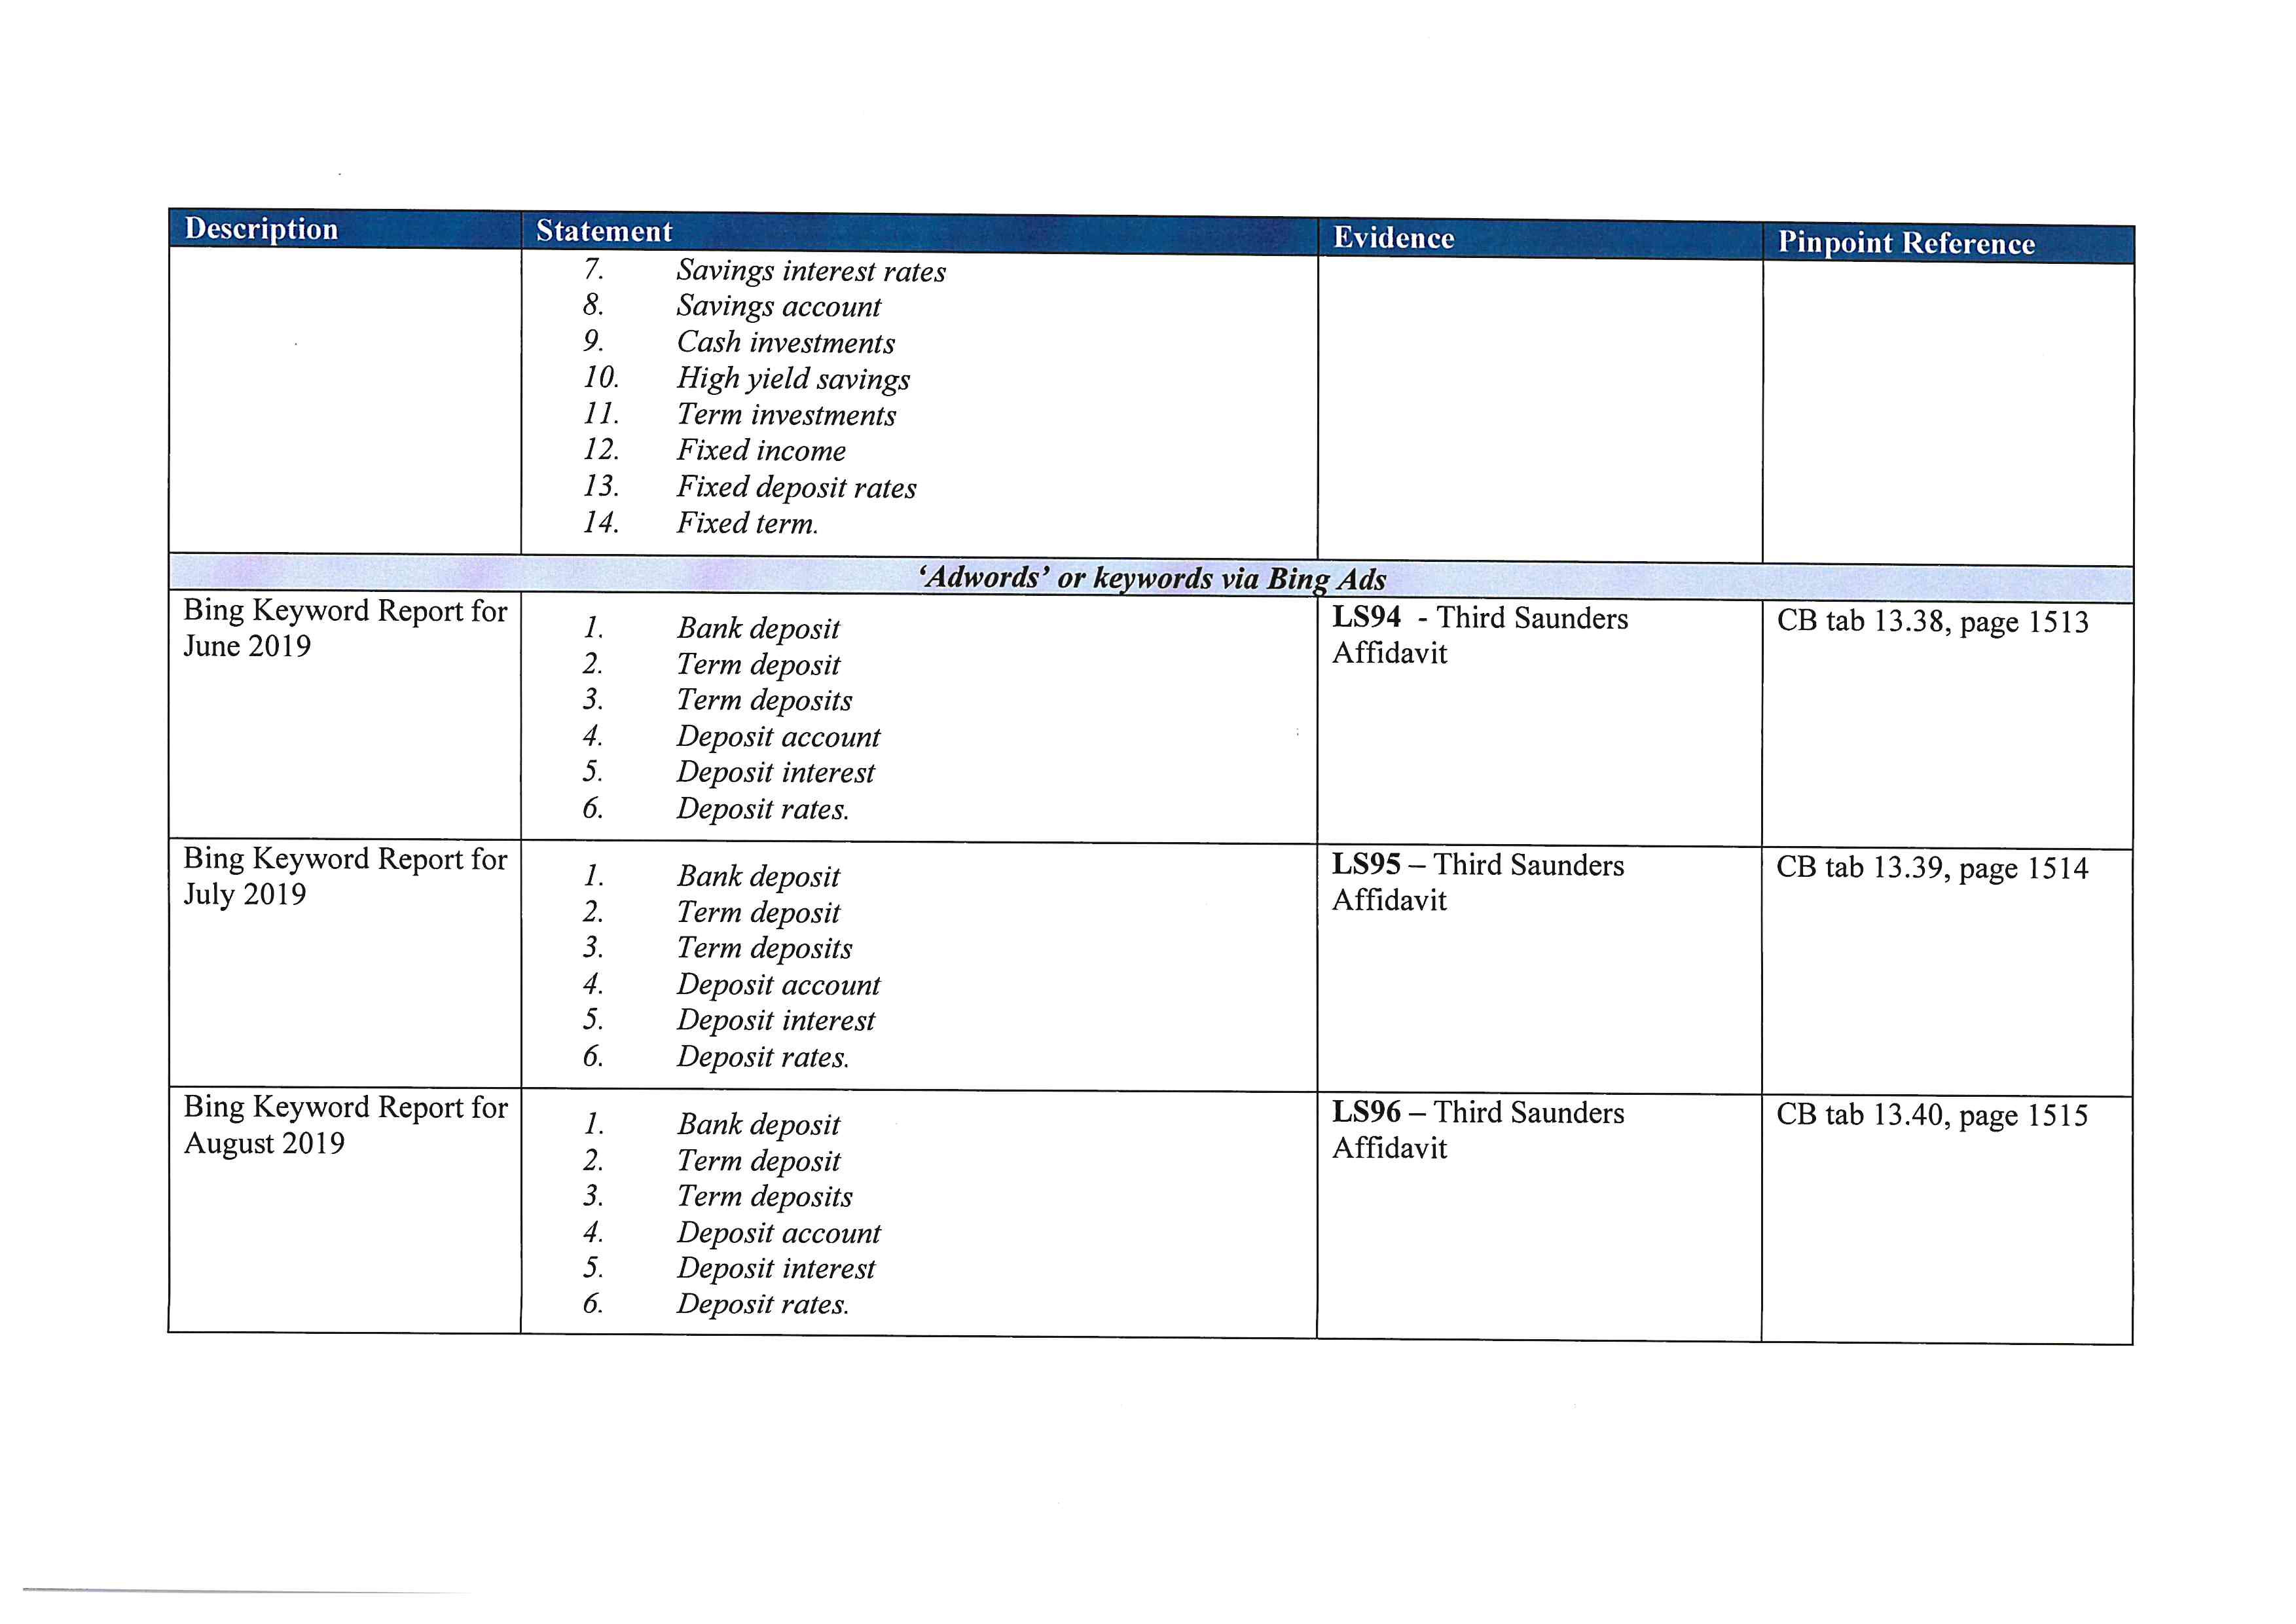 Description Statement Evidence Pinpoint Reference
7. Savings interest rates
8. Savings account
9. Cash investments
10. High yield savings
11. Term investments
12. Fixed income
13. Fixed deposit rates
14. Fixed term.
‘Adwords’ or keywords via Bing Ads
Bing Keyword Report for
June 2019
1. Bank deposit
2. Term deposit
3. Term deposits
4. Deposit account
5. Deposit interest
6. Deposit rates.
LS94 - Third Saunders
Affidavit
CB tab 13.38, page 1513
Bing Keyword Report for
July 2019
1. Bank deposit
2. Term deposit
3. Term deposits
4. Deposit account
5. Deposit interest
6. Deposit rates.
LS95 – Third Saunders
Affidavit
CB tab 13.39, page 1514
Bing Keyword Report for
August 2019
1. Bank deposit
2. Term deposit
3. Term deposits
4. Deposit account
5. Deposit interest
6. Deposit rates.
LS96 – Third Saunders
Affidavit
CB tab 13.40, page 1515